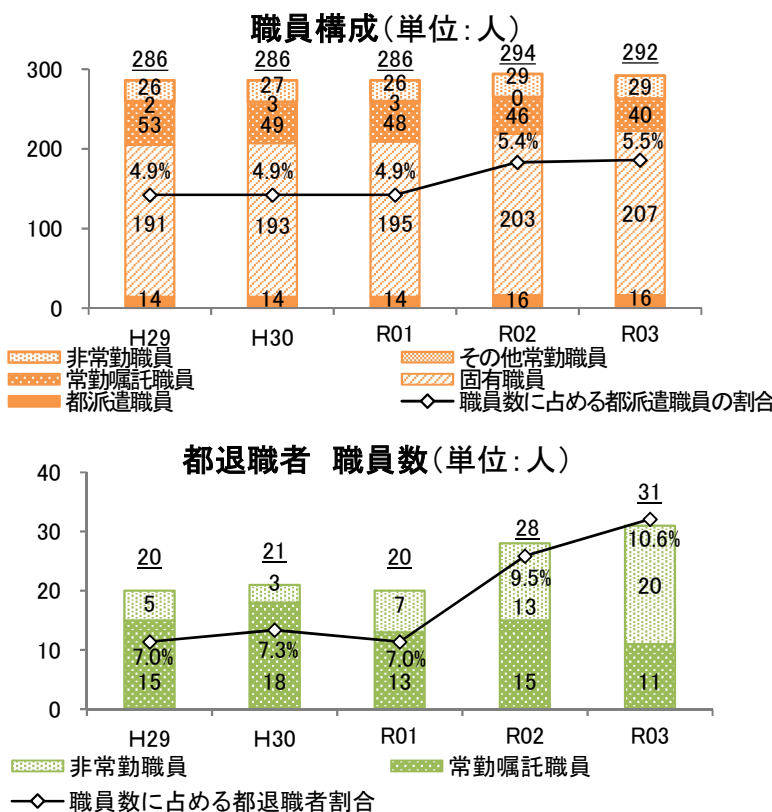 職員構成(単位:人)
286 286 286 294 292
300
26 27 26 29 29
2 3 3 0
53 49 48 46 40
200
4.9% 4.9% 4.9% 5.4% 5.5%
191 193 195 203 207
100
14 14 14 16 16
0
H29 H30 R01 R02 R03
非常勤職員 その他常勤職員
常勤嘱託職員 固有職員
都派遣職員 職員数に占める都派遣職員の割合
都退職者 職員数(単位:人)
40
31
30
20 21 20 28
10.6%
9.5%
20
5 3 7 13 20
10
7.0% 7.3% 7.0%
15 18 13 15 11
0
H29 H30 R01 R02 R03
非常勤職員 常勤嘱託職員
職員数に占める都退職者割合